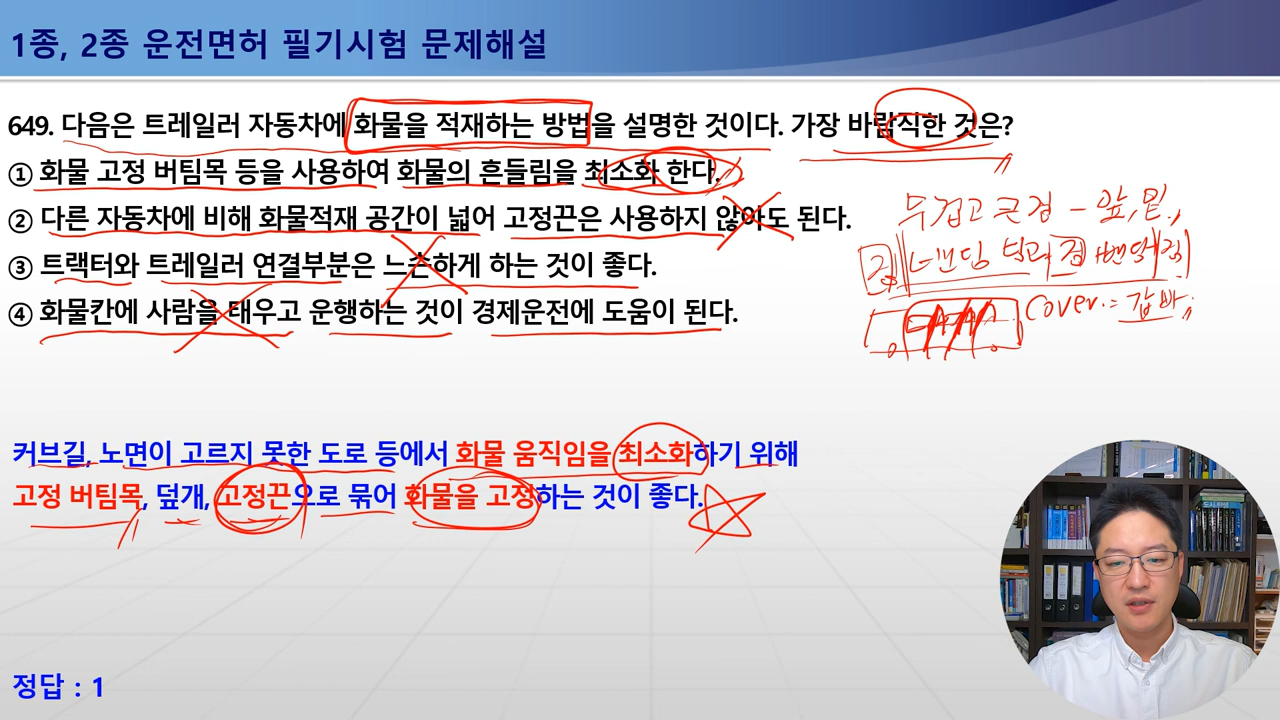 1종, 2종 운전면허 필기시험 문제해설
649. 다음은 트레일러 자동차에 화물을 적재하는 방법을 설명한 것이다. 가장 바람직한 것은?
① 화물 고정 버팀목 등을 사용하여 화물의 흔들림을 최소화 한다.
② 다른 자동차에 비해 화물적재 공간이 넓어 고정끈은 사용하지 않아도 된다.
③ 트랙터와 트레일러 연결부분은 느슨하게 하는 것이 좋다.
④ 화물칸에 사람을 태우고 운행하는 것이 경제운전에 도움이 된다.
무겁고 큰겁 - 앞, 밑
Cover : 갑바
커브길, 노면이 고르지 못한 도로 등에서 화물 움직임을 최소화하기 위해
고정 버팀목, 덮개, 고정끈으로 묶어 화물을 고정하는 것이 좋다.
정답 : 1